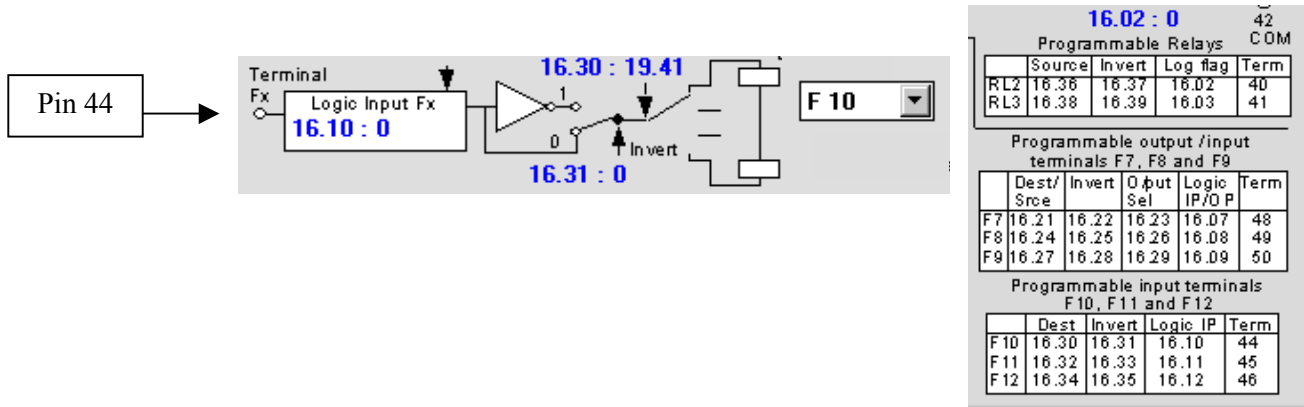 Pin 44
Terminal
Fx
Logic Input Fx
16.10 : 0
16.30 : 19.41
1
0
Invert
16.31 : 0
F 10
16.02 : 0
42
COM
Programmable Relays
Source Invert Log flag Term
RL2 16.36 16.37 16.02 40
RL3 16.38 16.39 16.03 41
Programmable output /input
terminals F7, F8 and F9
Dest/ Invert O/put Logic Term
Srce Sel IP/OP
F7 16.21 16.22 16.23 16.07 48
F8 16.24 16.25 16.26 16.08 49
F9 16.27 16.28 16.29 16.09 50
Programmable input terminals
F10, F11 and F12
Dest Invert Logic IP Term
F10 16.30 16.31 16.10 44
F11 16.32 16.33 16.11 45
F12 16.34 16.35 16.12 46